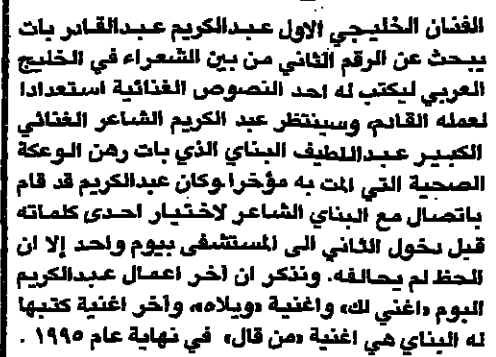 الفنان الخليجي الاول عبدالكريم عبدالقادر بات
يبحث عن الرقم الثاني من بين الشعراء في الخليج
العربي ليكتب له احد النصوص الغنائية استعدادا
لعمله القادم، وسينتظر عبد الكريم الشاعر الغنائي
الكبير عبداللطيف البناي الذي بات رهن الوعكة
الصحية التي المت به مؤخرا وكان عبدالكريم قد قام
باتصال مع البناي الشاعر لاختيار احدى كلماته
قبل دخول الثاني الى المستشفى بيوم واحد إلا ان
الحظ لم يحالفه. ونذكر ان آخر اعمال عبدالكريم
البوم «اغني لك» واغنية «ويلاه» وآخر اغنية كتبها
له البناي هي اغنية «من قال» في نهاية عام ١٩٩٥ .